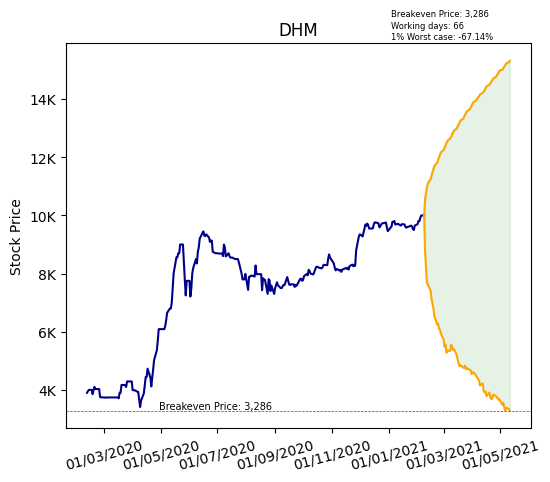 Breakeven Price: 3,286
Working days: 66
1% Worst case: -67.14%
DHM
Stock Price
14K
12K
10K
8K
6K
4K
Breakeven Price: 3,286
01/03/2020
01/05/2020
01/07/2020
01/09/2020
01/11/2020
01/01/2021
01/03/2021
01/05/2021